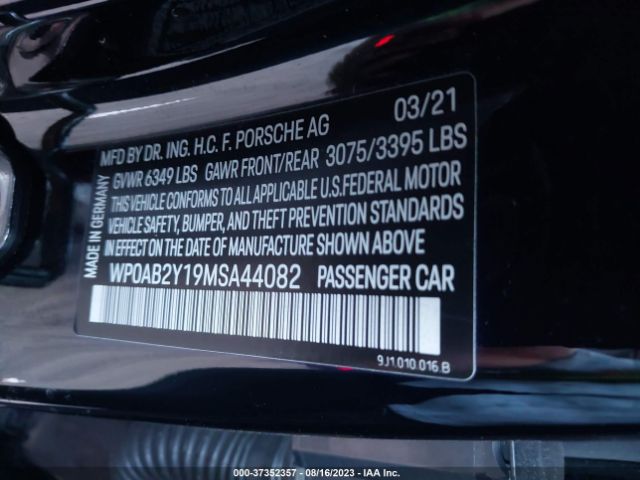 MFD BY DR. ING. H.C. F. PORSCHE AG 03/21
GVWR 6349 LBS GAWR FRONT/REAR 3075/3395 LBS
THIS VEHICLE CONFORMS TO ALL APPLICABLE U.S.FEDERAL MOTOR
VEHICLE SAFETY, BUMPER, AND THEFT PREVENTION STANDARDS
IN EFFECT ON THE DATE OF MANUFACTURE SHOWN ABOVE
WP0AB2Y19MSA44082 PASSENGER CAR
MADE IN GERMANY
9J1.010.016.B
000-37352357 - 08/16/2023 - IAA Inc.